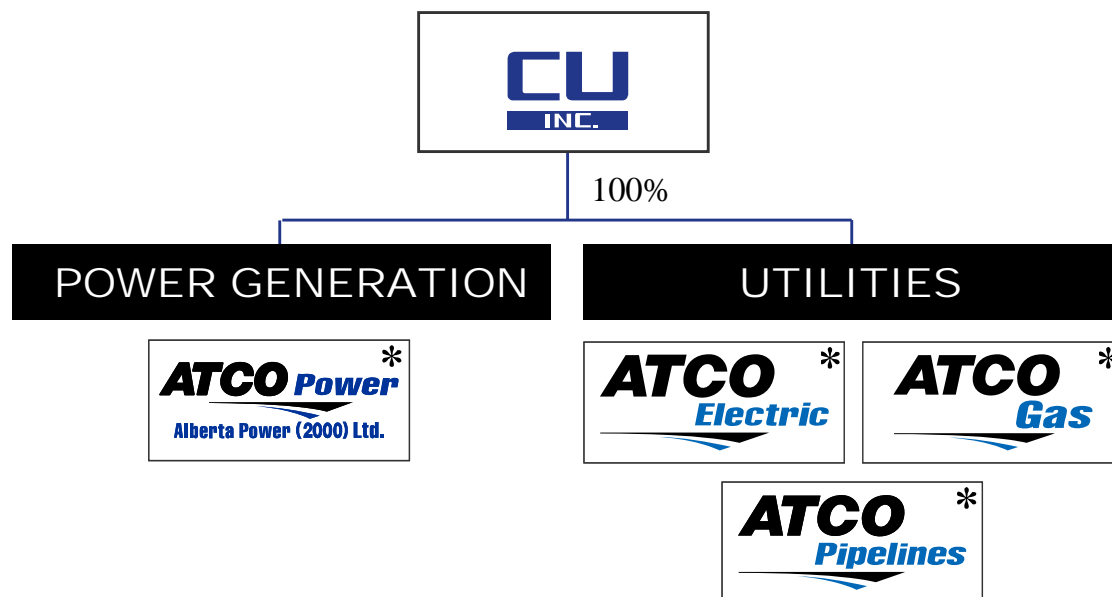 CU
INC.
100%
POWER GENERATION
UTILITIES
ATCO Power *
Alberta Power (2000) Ltd.
ATCO *
Electric
ATCO *
Gas
ATCO *
Pipelines